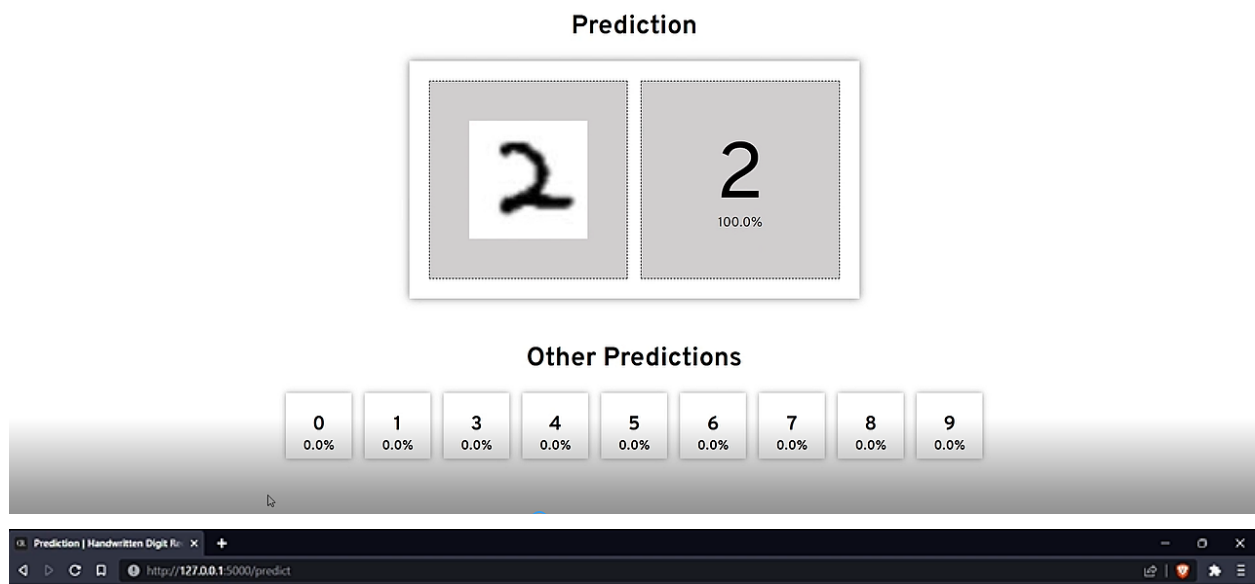 Prediction
2
2
100.0%
Other Predictions
0 1 3 4 5 6 7 8 9
0.0% 0.0% 0.0% 0.0% 0.0% 0.0% 0.0% 0.0% 0.0%
Prediction | Handwritten Digit Re
http://127.0.0.1:5000/predict